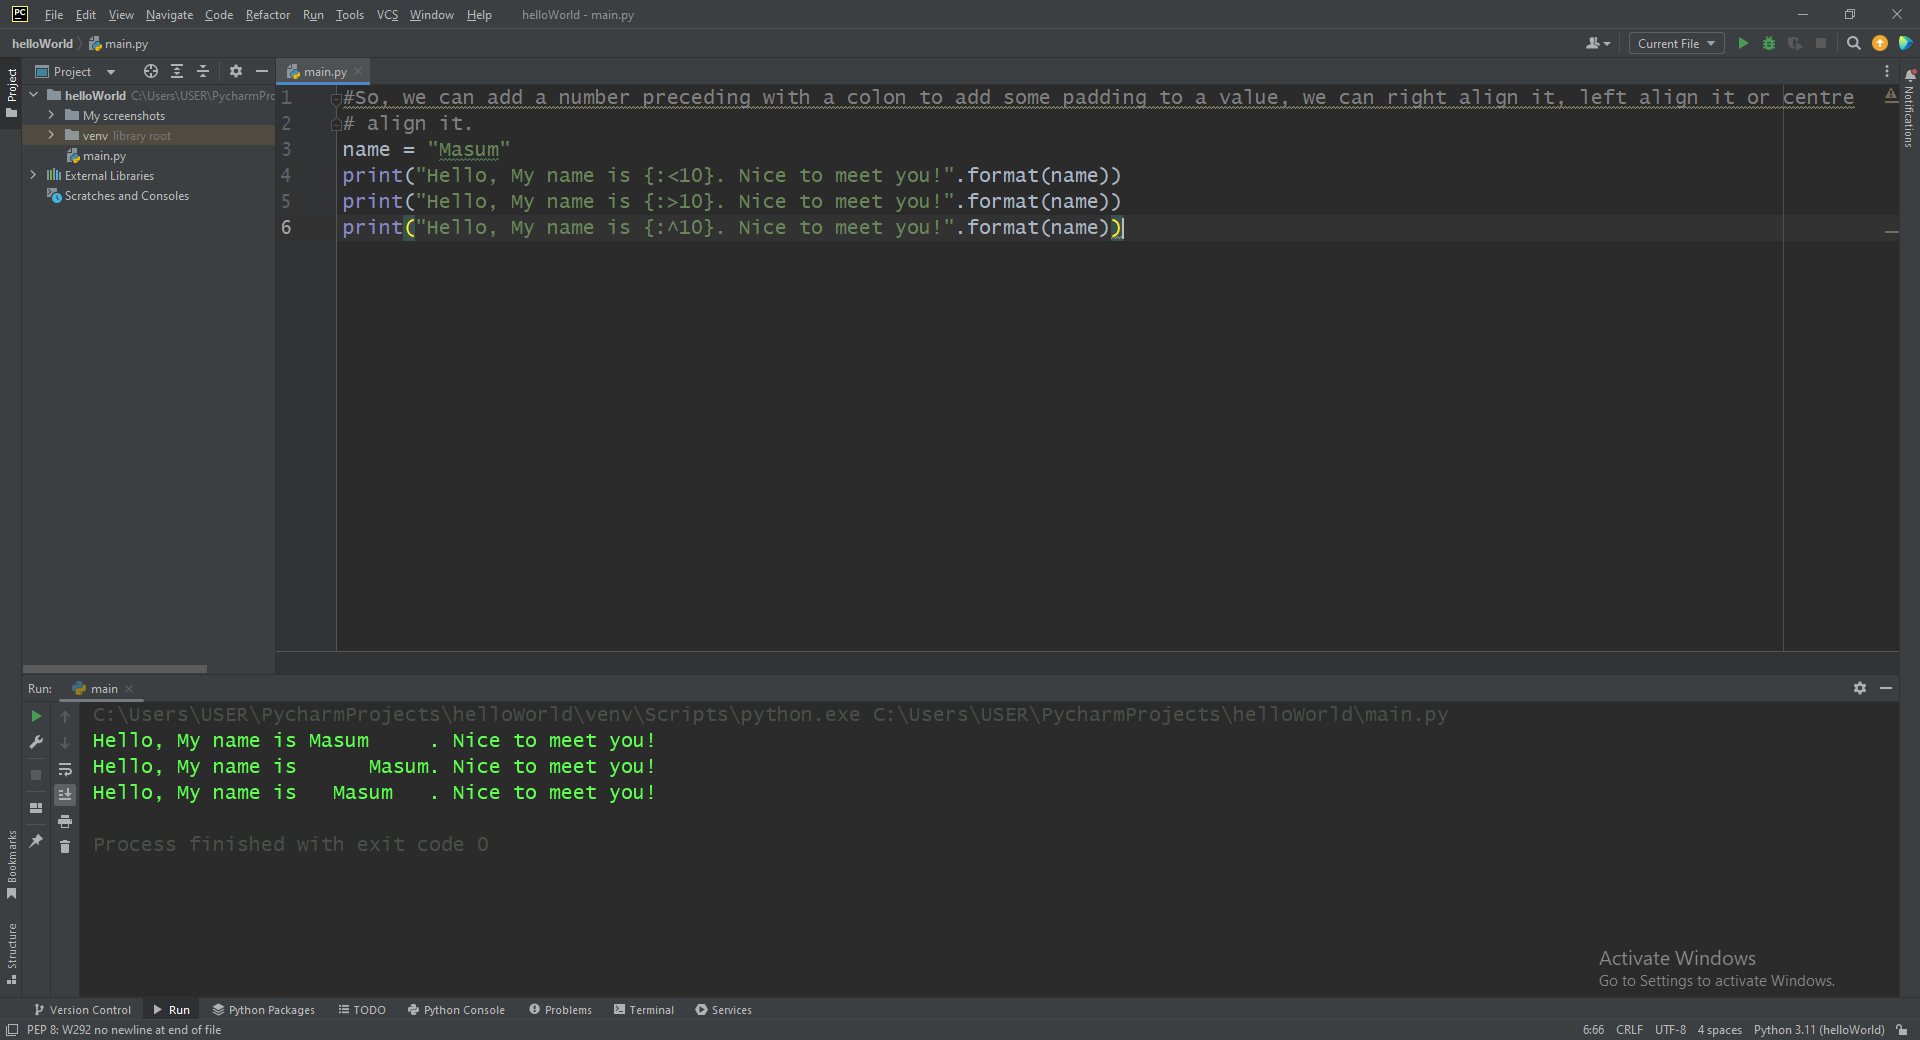 PC File Edit View Navigate Code Refactor Run Tools VCS Window Help helloWorld - main.py
helloWorld main.py Current File
Project main.py
helloWorld C:\Users\USER\PycharmPro
My screenshots
venv library root
main.py
External Libraries
Scratches and Consoles
Project
Bookmarks
Structure
Notifications
1 #So, we can add a number preceding with a colon to add some padding to a value, we can right align it, left align it or centre
2 # align it.
3 name = "Masum"
4 print("Hello, My name is {:<10}. Nice to meet you!".format(name))
5 print("Hello, My name is {:>10}. Nice to meet you!".format(name))
6 print("Hello, My name is {:^10}. Nice to meet you!".format(name))
Run: main
C:\Users\USER\PycharmProjects\helloWorld\venv\Scripts\python.exe C:\Users\USER\PycharmProjects\helloWorld\main.py
Hello, My name is Masum     . Nice to meet you!
Hello, My name is      Masum. Nice to meet you!
Hello, My name is   Masum   . Nice to meet you!
Process finished with exit code 0
Activate Windows
Go to Settings to activate Windows.
Version Control Run Python Packages TODO Python Console Problems Terminal Services
PEP 8: W292 no newline at end of file 6:66 CRLF UTF-8 4 spaces Python 3.11 (helloWorld)